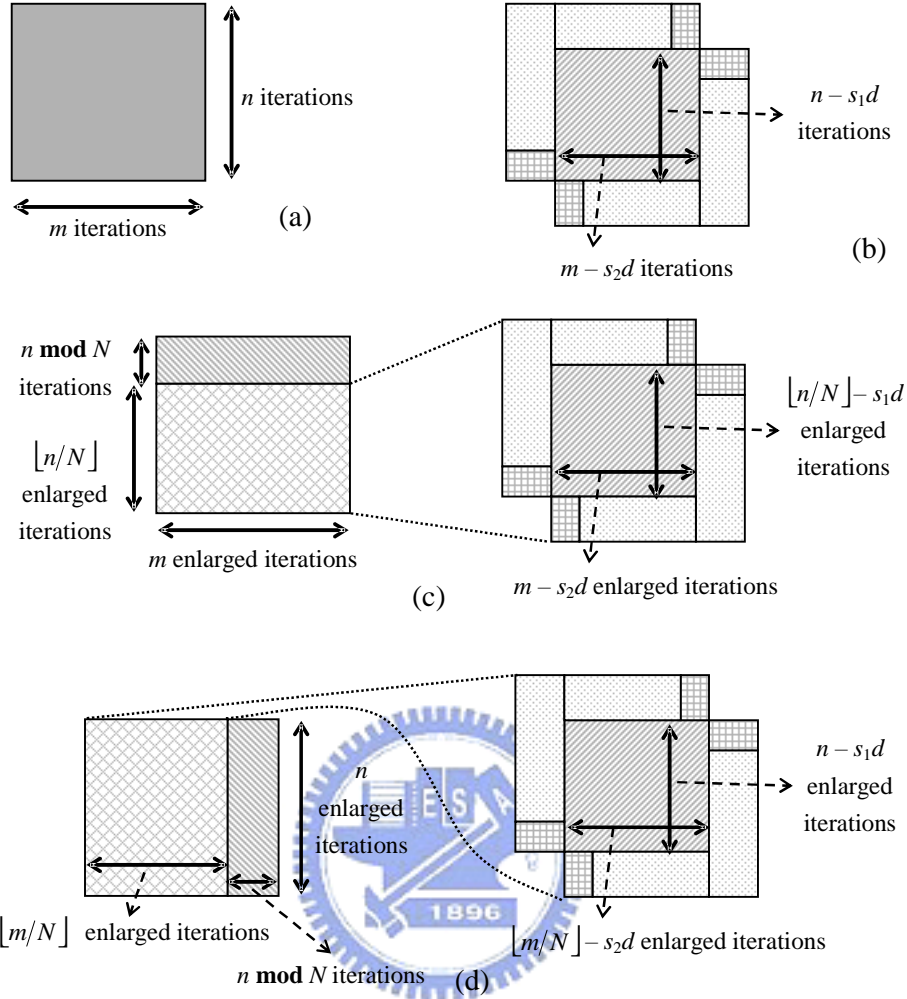 n iterations
m iterations
(a)
n – s₁d
iterations
m – s₂d iterations
(b)
n mod N
iterations
⌊n/N⌋
enlarged
iterations
m enlarged iterations
⌊n/N⌋ – s₁d
enlarged
iterations
m – s₂d enlarged iterations
(c)
n
enlarged
iterations
n – s₁d
enlarged
iterations
ES
1896
⌊m/N⌋ enlarged iterations
⌊m/N⌋ – s₂d enlarged iterations
n mod N iterations
(d)